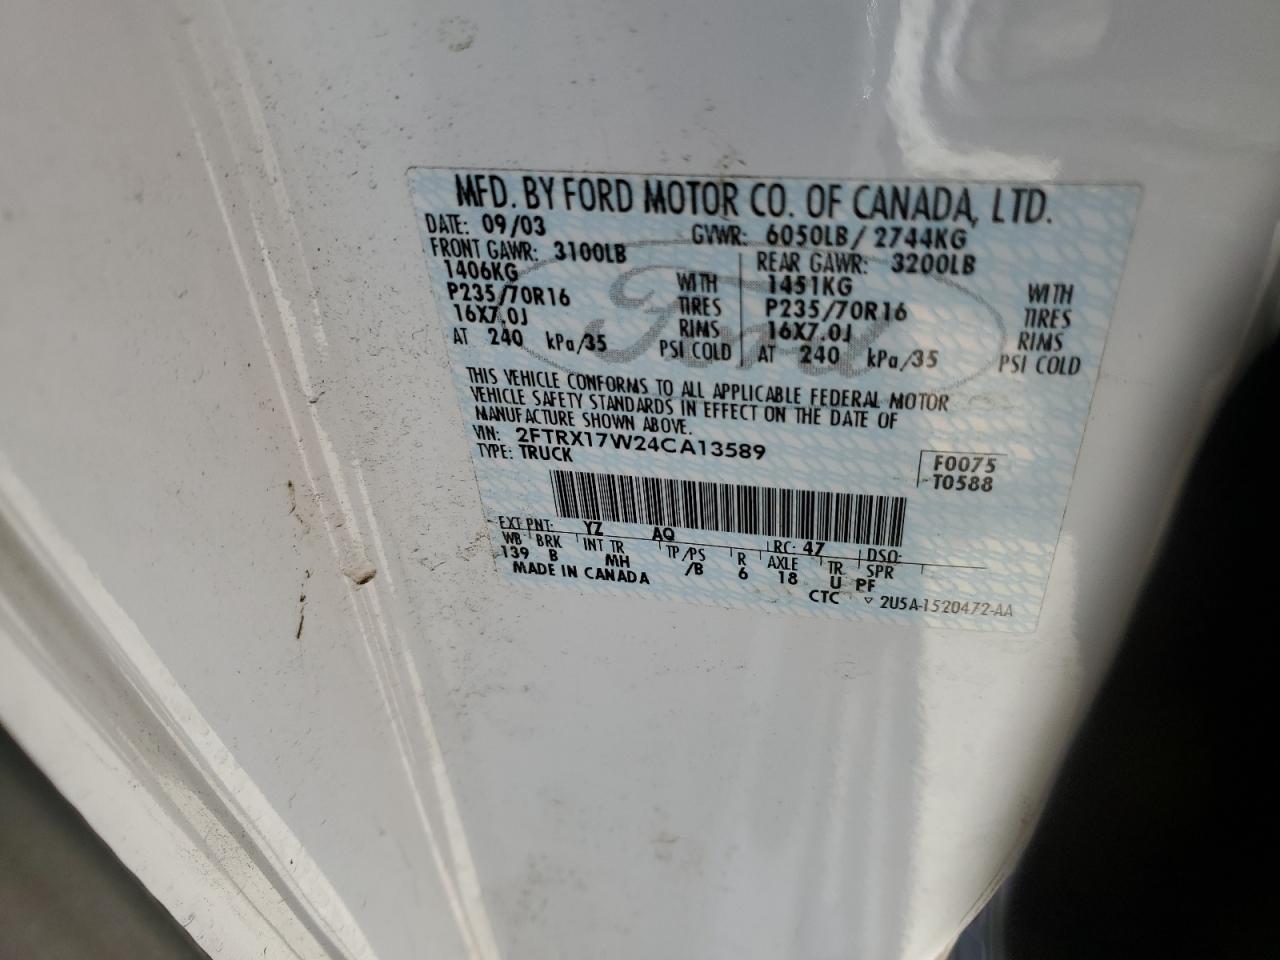 MFD. BY FORD MOTOR CO. OF CANADA, LTD.
DATE: 09/03 GVWR: 6050LB / 2744KG
FRONT GAWR: 3100LB REAR GAWR: 3200LB
1406KG WITH 1451KG WITH
P235/70R16 TIRES P235/70R16 TIRES
16X7.0J RIMS 16X7.0J RIMS
AT 240 kPa/35 PSI COLD AT 240 kPa/35 PSI COLD
Ford
THIS VEHICLE CONFORMS TO ALL APPLICABLE FEDERAL MOTOR
VEHICLE SAFETY STANDARDS IN EFFECT ON THE DATE OF
MANUFACTURE SHOWN ABOVE.
VIN: 2FTRX17W24CA13589
TYPE: TRUCK
F0075
T0588
EXT PNT: YZ AQ RC: 47 DSO:
WB BRK INT TR TP/PS R AXLE TR SPR
139 B MH /B 6 18 U PF
MADE IN CANADA
CTC ▽ 2U5A-1520472-AA